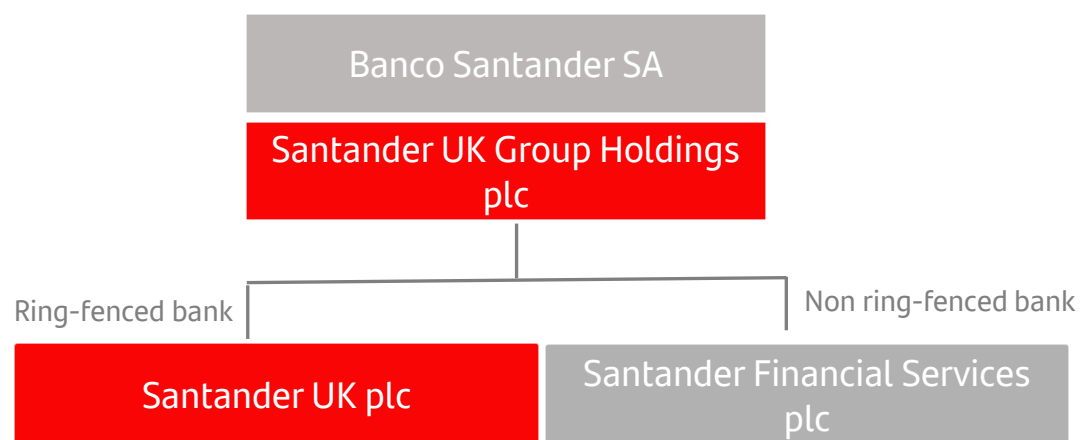 Banco Santander SA
Santander UK Group Holdings
plc
Ring-fenced bank
Non ring-fenced bank
Santander UK plc
Santander Financial Services
plc